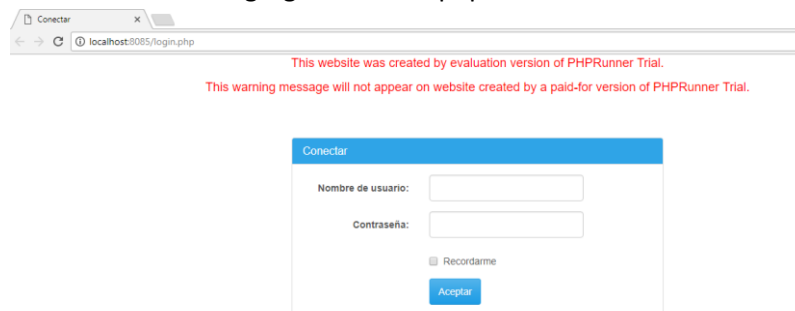 Conectar
localhost:8085/login.php
This website was created by evaluation version of PHPRunner Trial.
This warning message will not appear on website created by a paid-for version of PHPRunner Trial.
Conectar
Nombre de usuario:
Contraseña:
Recordarme
Aceptar